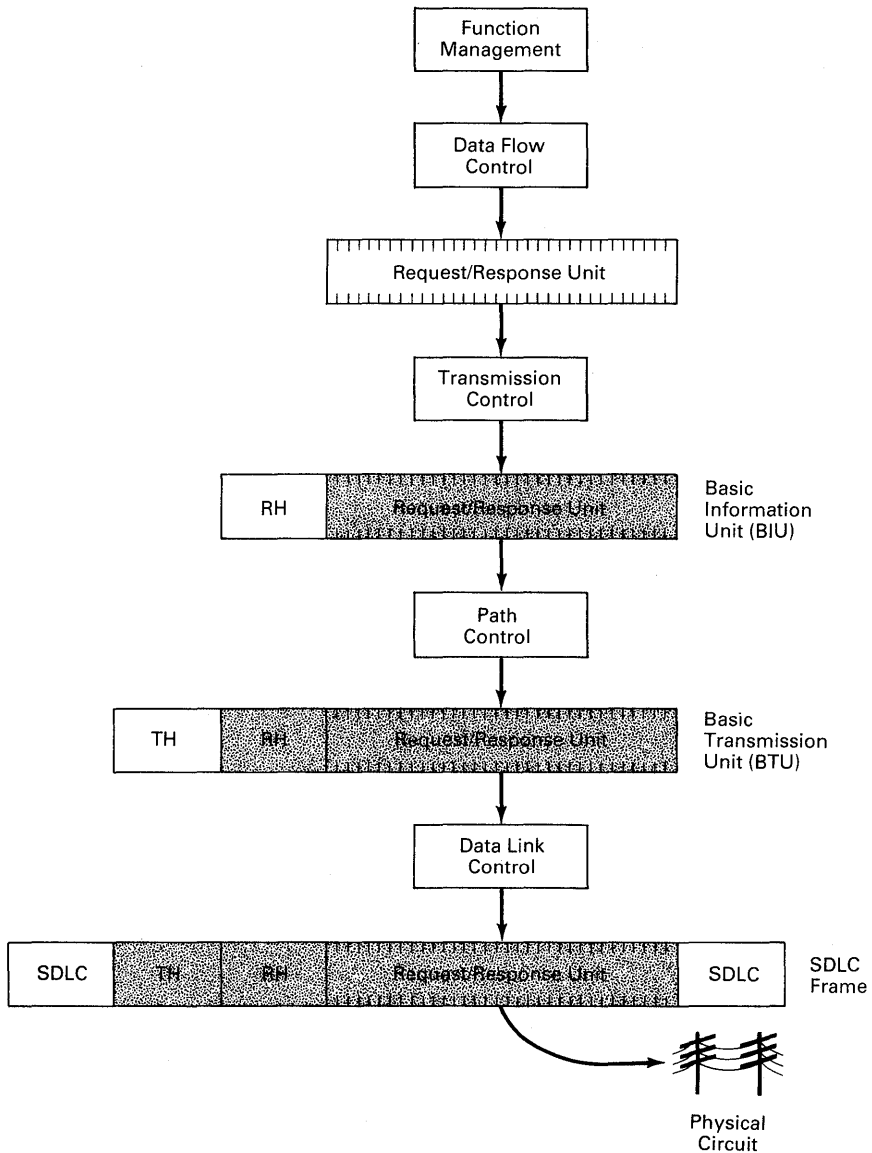 Function
Management
Data Flow
Control
Request/Response Unit
Transmission
Control
RH
Request/Response Unit
Basic
Information
Unit (BIU)
Path
Control
TH
RH
Request/Response Unit
Basic
Transmission
Unit (BTU)
Data Link
Control
SDLC
TH
RH
Request/Response Unit
SDLC
SDLC
Frame
Physical
Circuit